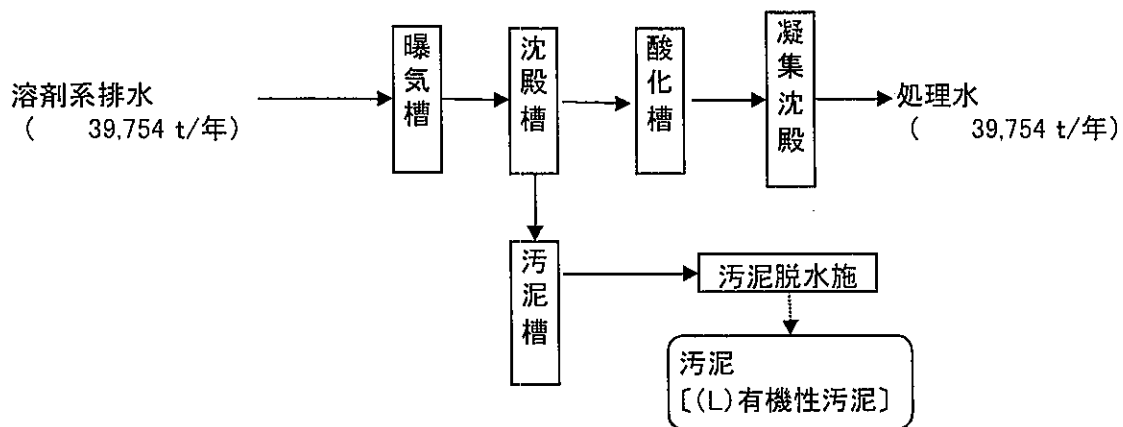 溶剤系排水
(　39,754 t/年)
曝気槽
沈殿槽
酸化槽
凝集沈殿
処理水
(　39,754 t/年)
汚泥槽
汚泥脱水施
汚泥
〔(L)有機性汚泥〕